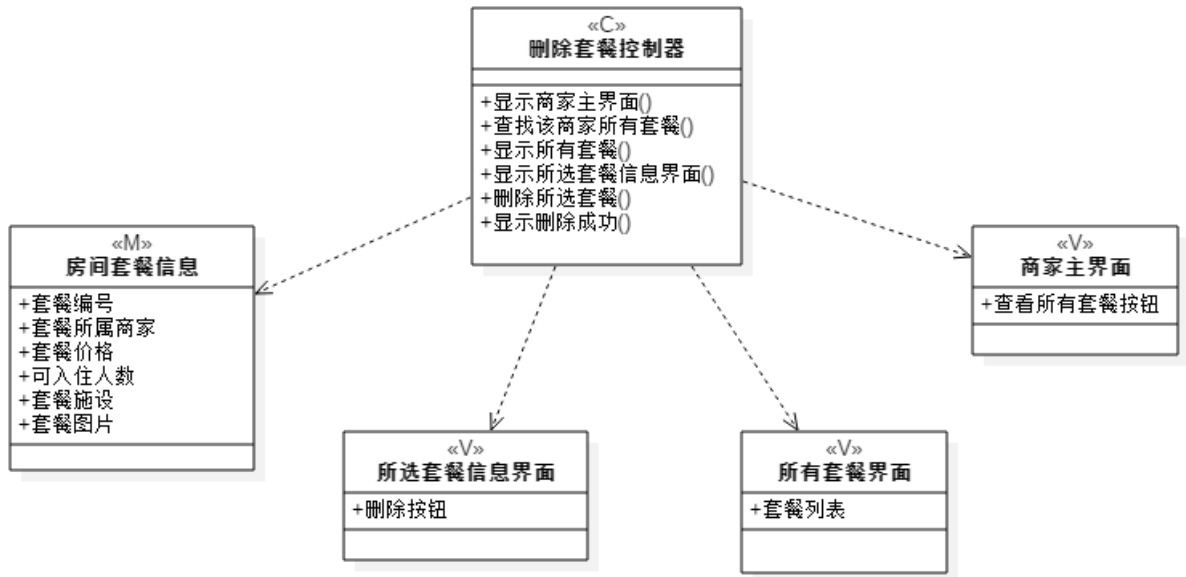 «C»
删除套餐控制器
+显示商家主界面()
+查找该商家所有套餐()
+显示所有套餐()
+显示所选套餐信息界面()
+删除所选套餐()
+显示删除成功()
«M»
房间套餐信息
+套餐编号
+套餐所属商家
+套餐价格
+可入住人数
+套餐施设
+套餐图片
«V»
商家主界面
+查看所有套餐按钮
«V»
所选套餐信息界面
+删除按钮
«V»
所有套餐界面
+套餐列表